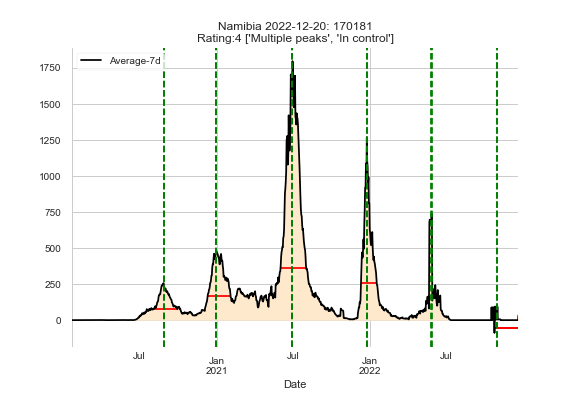 Namibia 2022-12-20: 170181
Rating:4 ['Multiple peaks', 'In control']
Average-7d
1750
1500
1250
1000
750
500
250
0
Jul
Jan
2021
Jul
Jan
2022
Jul
Date